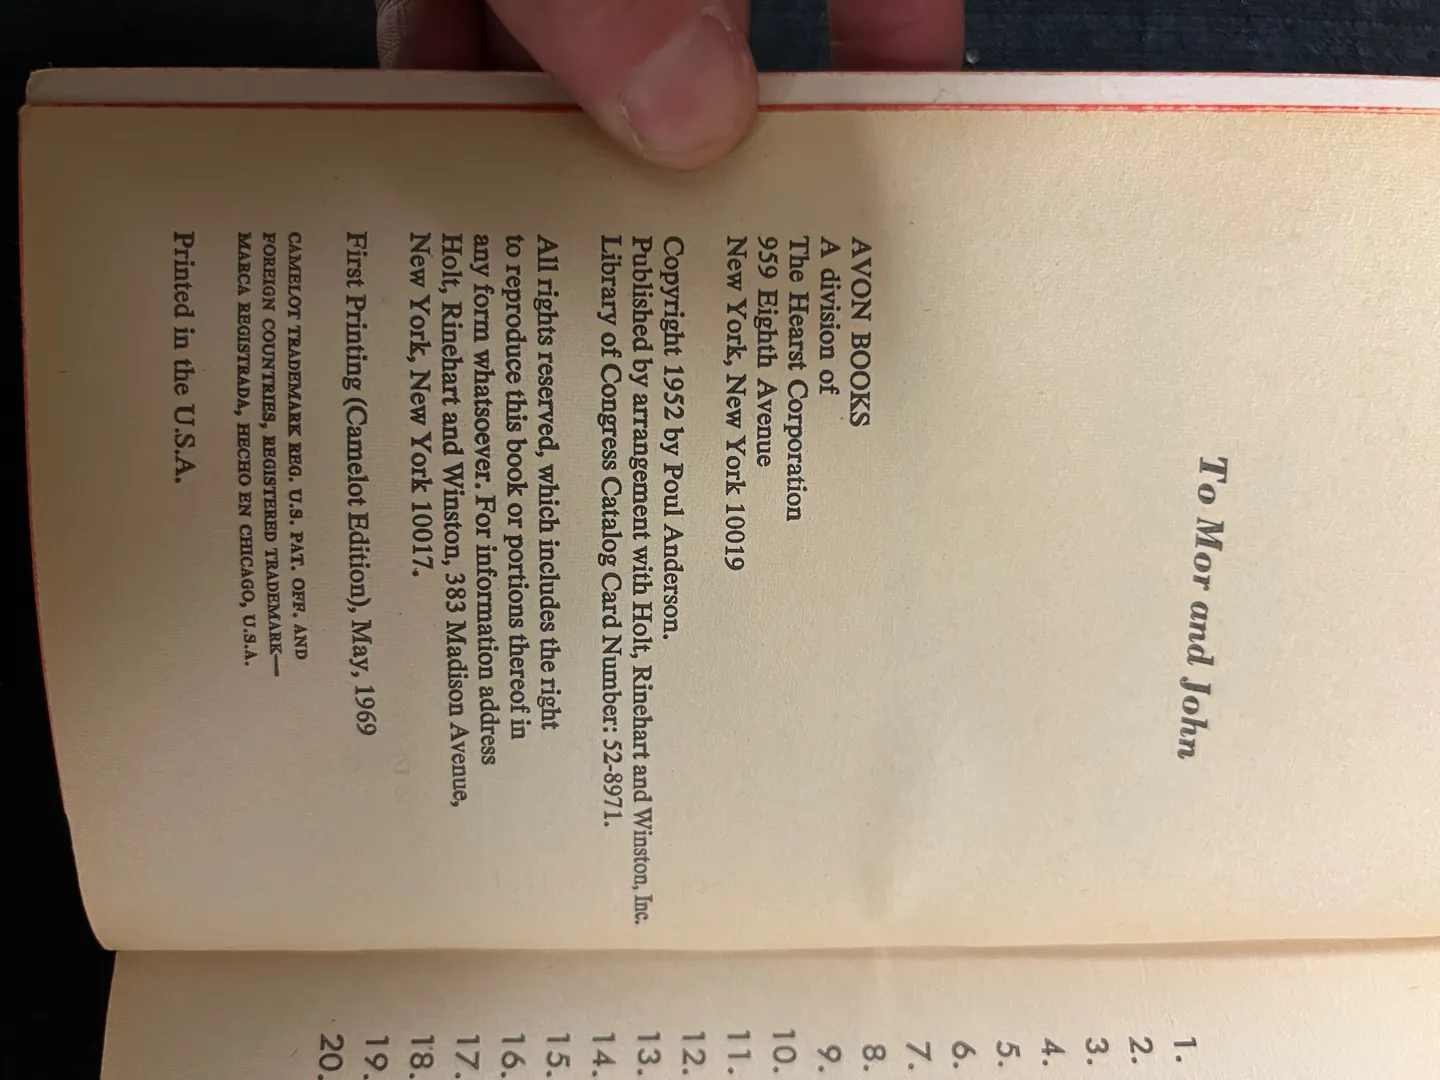 To Mor and John
AVON BOOKS
A division of
The Hearst Corporation
959 Eighth Avenue
New York, New York 10019
Copyright 1952 by Poul Anderson.
Published by arrangement with Holt, Rinehart and Winston, Inc.
Library of Congress Catalog Card Number: 52-8971.
All rights reserved, which includes the right
to reproduce this book or portions thereof in
any form whatsoever. For information address
Holt, Rinehart and Winston, 383 Madison Avenue,
New York, New York 10017.
First Printing (Camelot Edition), May, 1969
CAMELOT TRADEMARK REG. U.S. PAT. OFF. AND
FOREIGN COUNTRIES, REGISTERED TRADEMARK—
MARCA REGISTRADA, HECHO EN CHICAGO, U.S.A.
Printed in the U.S.A.
1.
2.
3.
4.
5.
6.
7.
8.
9.
10.
11.
12.
13.
14.
15.
16.
17.
18.
19.
20.